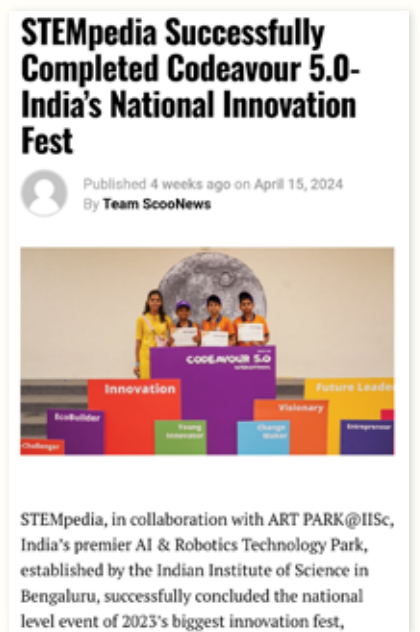 STEMpedia Successfully
Completed Codeavour 5.0-
India's National Innovation
Fest
Published 4 weeks ago on April 15, 2024
By Team ScooNews
CODEAVOUR 5.0
INTERNATIONAL
Innovation
Future Leader
EcoBuilder
Visionary
Young
Innovator
Change
Maker
Entrepreneur
Challenger
STEMpedia, in collaboration with ART PARK@IISc,
India's premier AI & Robotics Technology Park,
established by the Indian Institute of Science in
Bengaluru, successfully concluded the national
level event of 2023's biggest innovation fest,